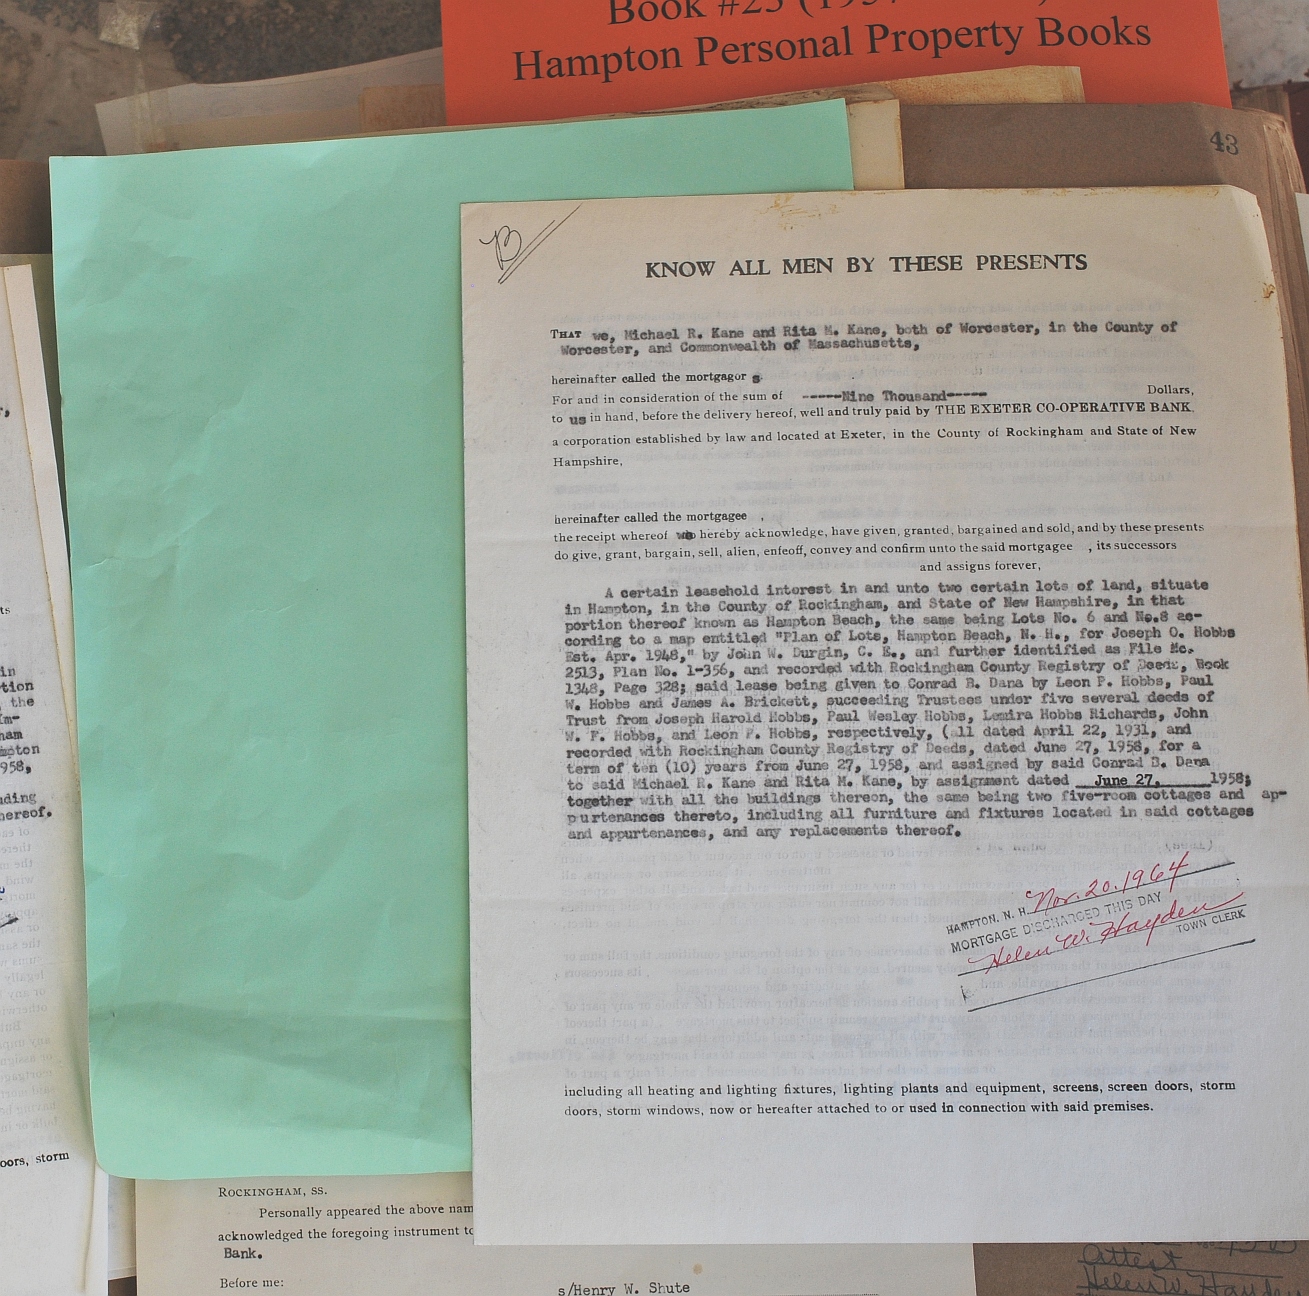 Book #23
Hampton Personal Property Books
43
B
KNOW ALL MEN BY THESE PRESENTS
THAT we, Michael R. Kane and Rita M. Kane, both of Worcester, in the County of
Worcester, and Commonwealth of Massachusetts,
hereinafter called the mortgagor s
For and in consideration of the sum of -----Nine Thousand----- Dollars,
to us in hand, before the delivery hereof, well and truly paid by THE EXETER CO-OPERATIVE BANK,
a corporation established by law and located at Exeter, in the County of Rockingham and State of New
Hampshire,
hereinafter called the mortgagee ,
the receipt whereof we hereby acknowledge, have given, granted, bargained and sold, and by these presents
do give, grant, bargain, sell, alien, enfeoff, convey and confirm unto the said mortgagee , its successors
and assigns forever,
A certain leasehold interest in and unto two certain lots of land, situate
in Hampton, in the County of Rockingham, and State of New Hampshire, in that
portion thereof known as Hampton Beach, the same being Lots No. 6 and No.8 ac-
cording to a map entitled "Plan of Lots, Hampton Beach, N. H., for Joseph O. Hobbs
Est. Apr. 1948," by John W. Durgin, C. E., and further identified as File No.
2513, Plan No. 1-356, and recorded with Rockingham County Registry of Deeds, Book
1348, Page 328; said lease being given to Conrad B. Dana by Leon P. Hobbs, Paul
W. Hobbs and James A. Brickett, succeeding Trustees under five several deeds of
Trust from Joseph Harold Hobbs, Paul Wesley Hobbs, Lemira Hobbs Richards, John
W. F. Hobbs, and Leon P. Hobbs, respectively, (all dated April 22, 1931, and
recorded with Rockingham County Registry of Deeds, dated June 27, 1958, for a
term of ten (10) years from June 27, 1958, and assigned by said Conrad B. Dana
to said Michael R. Kane and Rita M. Kane, by assignment dated June 27, 1958;
together with all the buildings thereon, the same being two five-room cottages and ap-
purtenances thereto, including all furniture and fixtures located in said cottages
and appurtenances, and any replacements thereof.
HAMPTON, N. H. Nov. 20. 1964
MORTGAGE DISCHARGED THIS DAY
Helen W. Hayden TOWN CLERK
including all heating and lighting fixtures, lighting plants and equipment, screens, screen doors, storm
doors, storm windows, now or hereafter attached to or used in connection with said premises.
ts
in
tion
the
Im-
ham
mpton
958,
ding
hereof.
oors, storm
ROCKINGHAM, SS.
Personally appeared the above nam
acknowledged the foregoing instrument to
Bank.
Before me:
s/Henry W. Shute
Attest
Helen W. Hayden